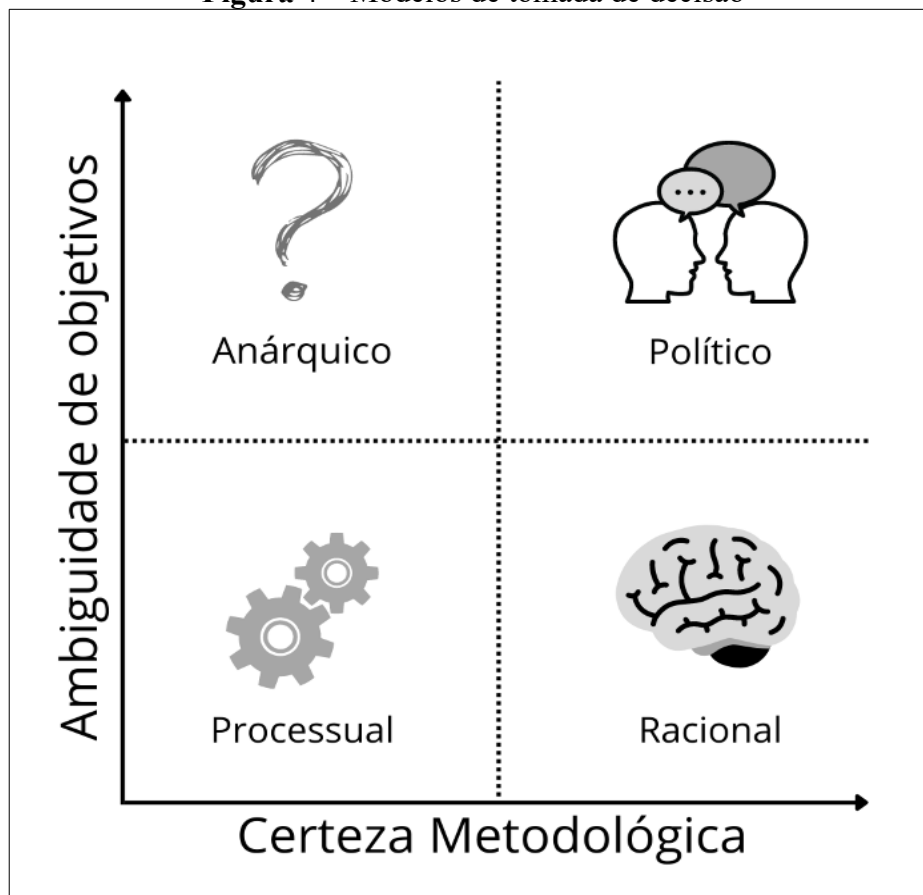 Modelos de tomada de decisão
Ambiguidade de objetivos
Anárquico
Político
Processual
Racional
Certeza Metodológica